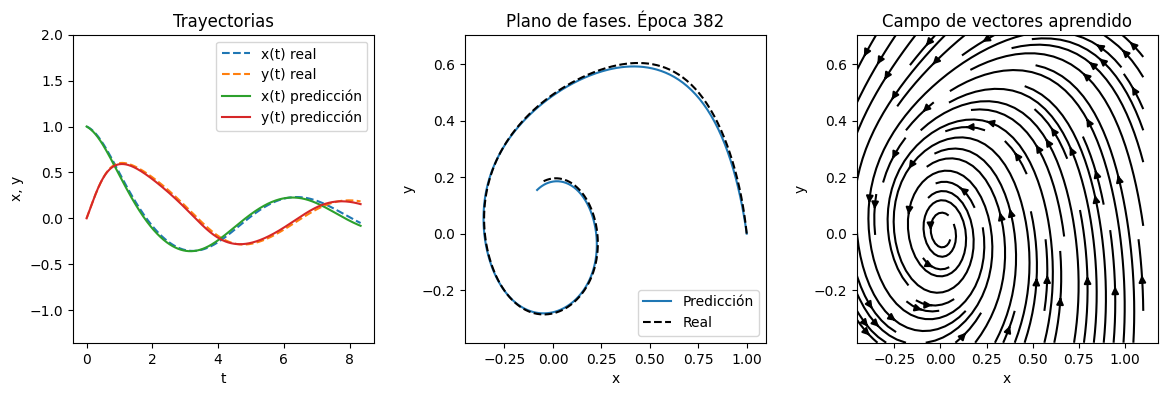 Trayectorias
2.0
1.5
1.0
0.5
0.0
−0.5
−1.0
x, y
0
2
4
6
8
t
x(t) real
y(t) real
x(t) predicción
y(t) predicción
Plano de fases. Época 382
0.6
0.4
0.2
0.0
−0.2
y
−0.25
0.00
0.25
0.50
0.75
1.00
x
Predicción
Real
Campo de vectores aprendido
0.6
0.4
0.2
0.0
−0.2
y
−0.25
0.00
0.25
0.50
0.75
1.00
x